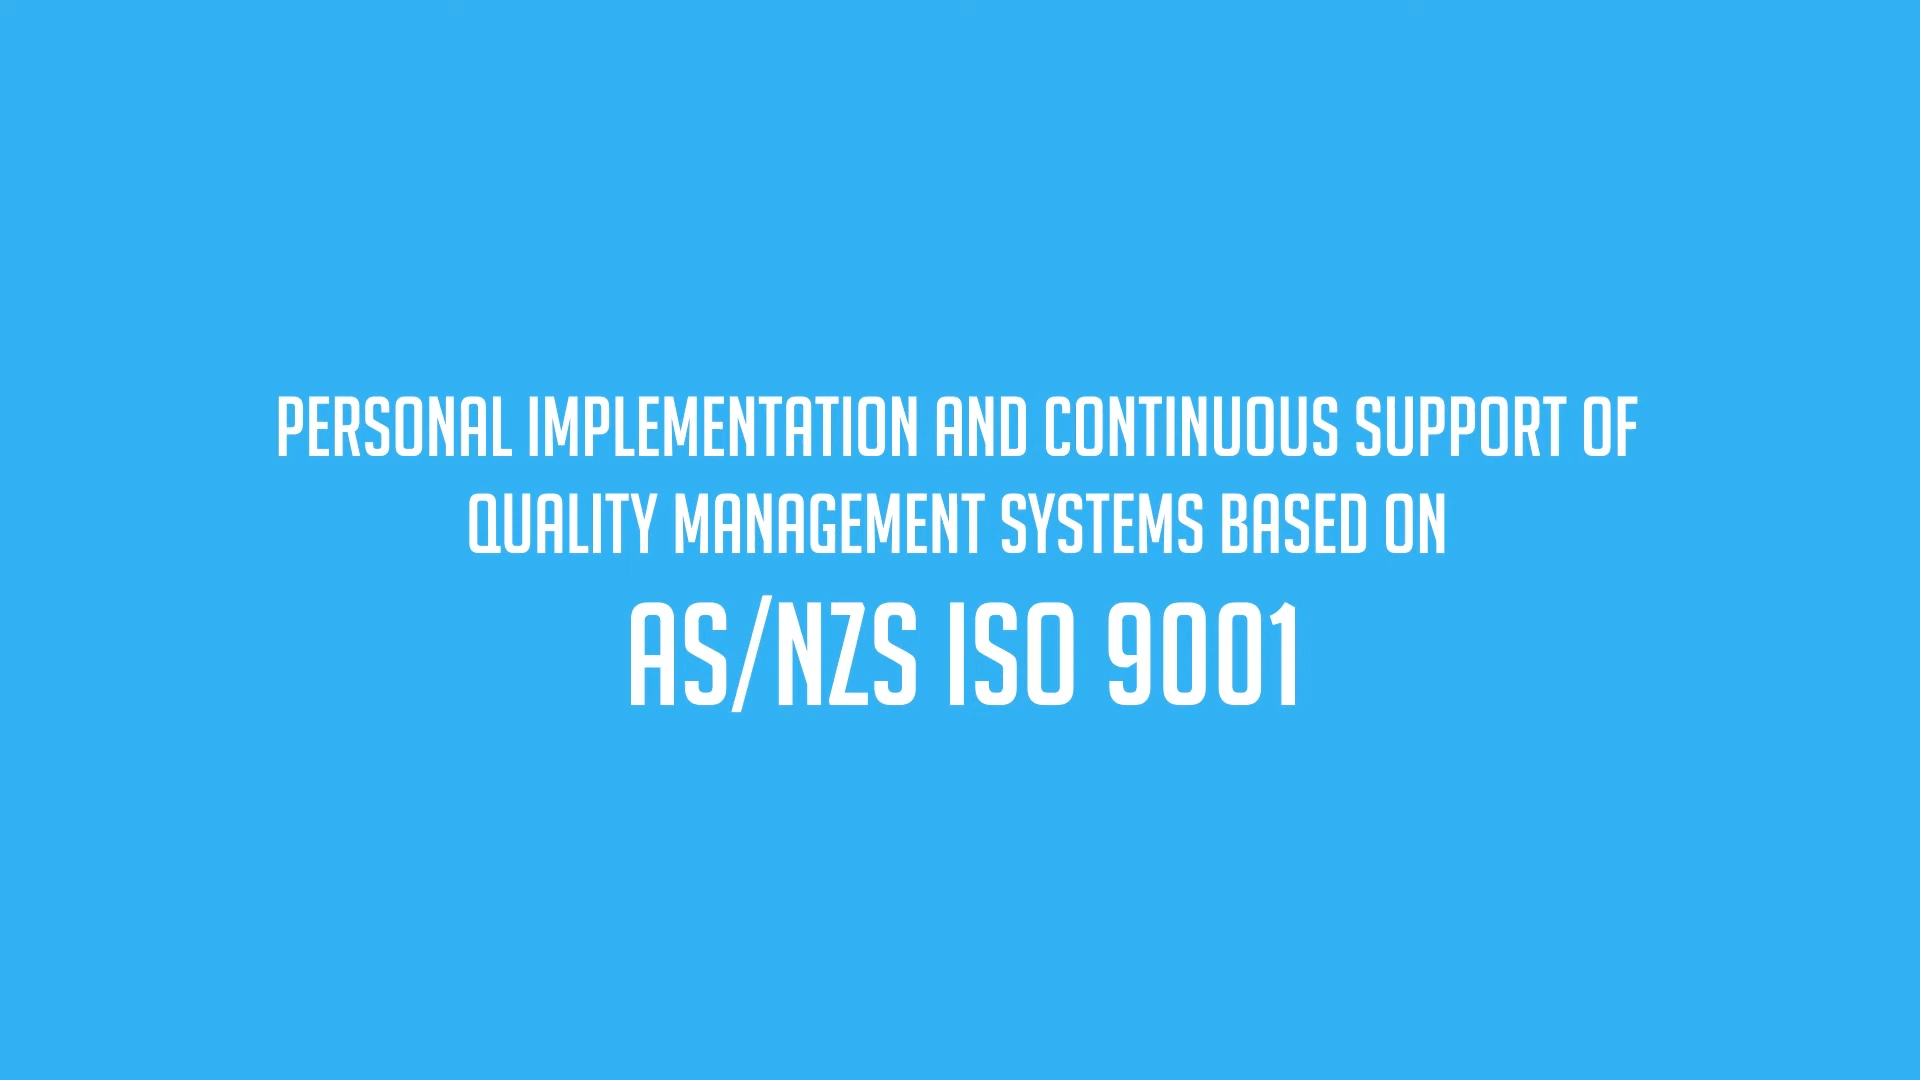 PERSONAL IMPLEMENTATION AND CONTINUOUS SUPPORT OF
QUALITY MANAGEMENT SYSTEMS BASED ON
AS/NZS ISO 9001